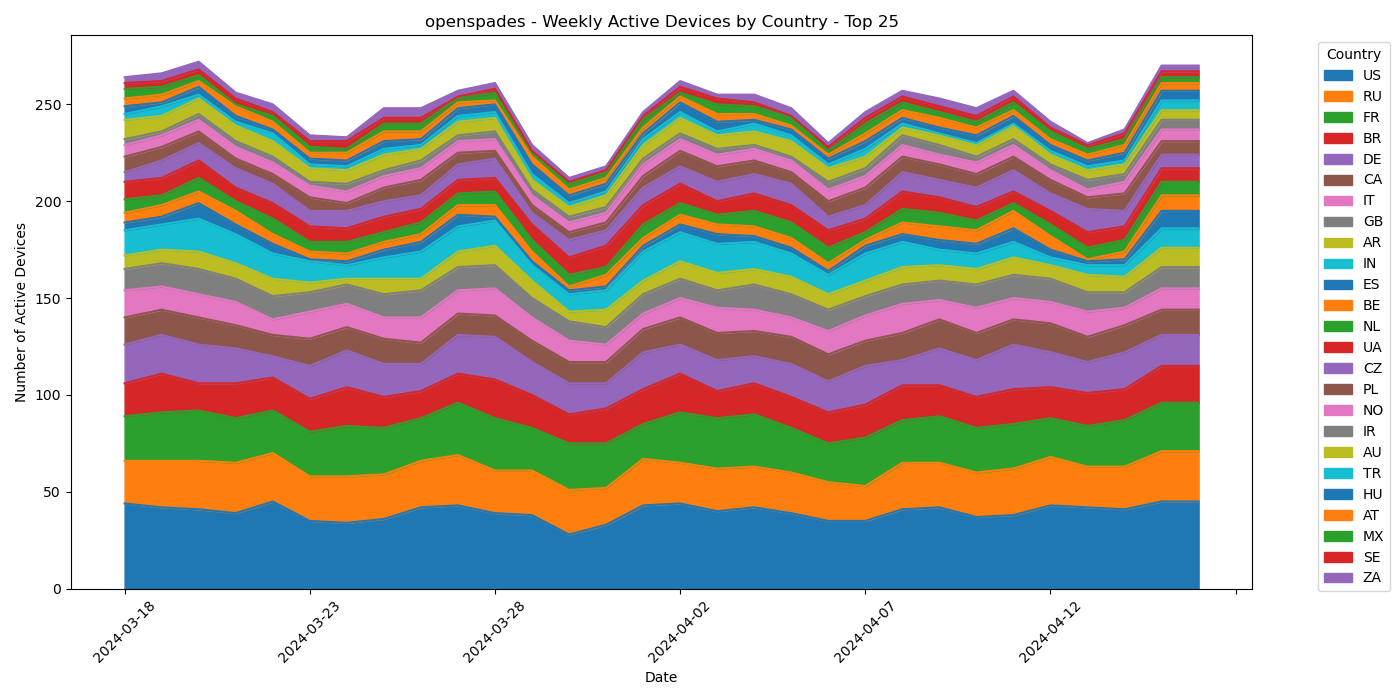 openspades - Weekly Active Devices by Country - Top 25
Number of Active Devices
250
200
150
100
50
0
2024-03-18
2024-03-23
2024-03-28
2024-04-02
2024-04-07
2024-04-12
Date
Country
US
RU
FR
BR
DE
CA
IT
GB
AR
IN
ES
BE
NL
UA
CZ
PL
NO
IR
AU
TR
HU
AT
MX
SE
ZA